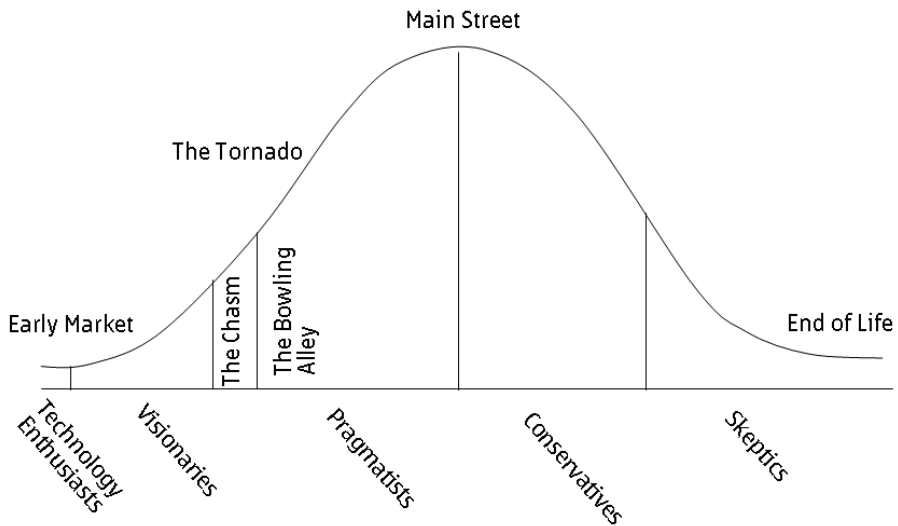 Main Street
The Tornado
Early Market
The Chasm
The Bowling
Alley
End of Life
Technology
Enthusiasts
Visionaries
Pragmatists
Conservatives
Skeptics